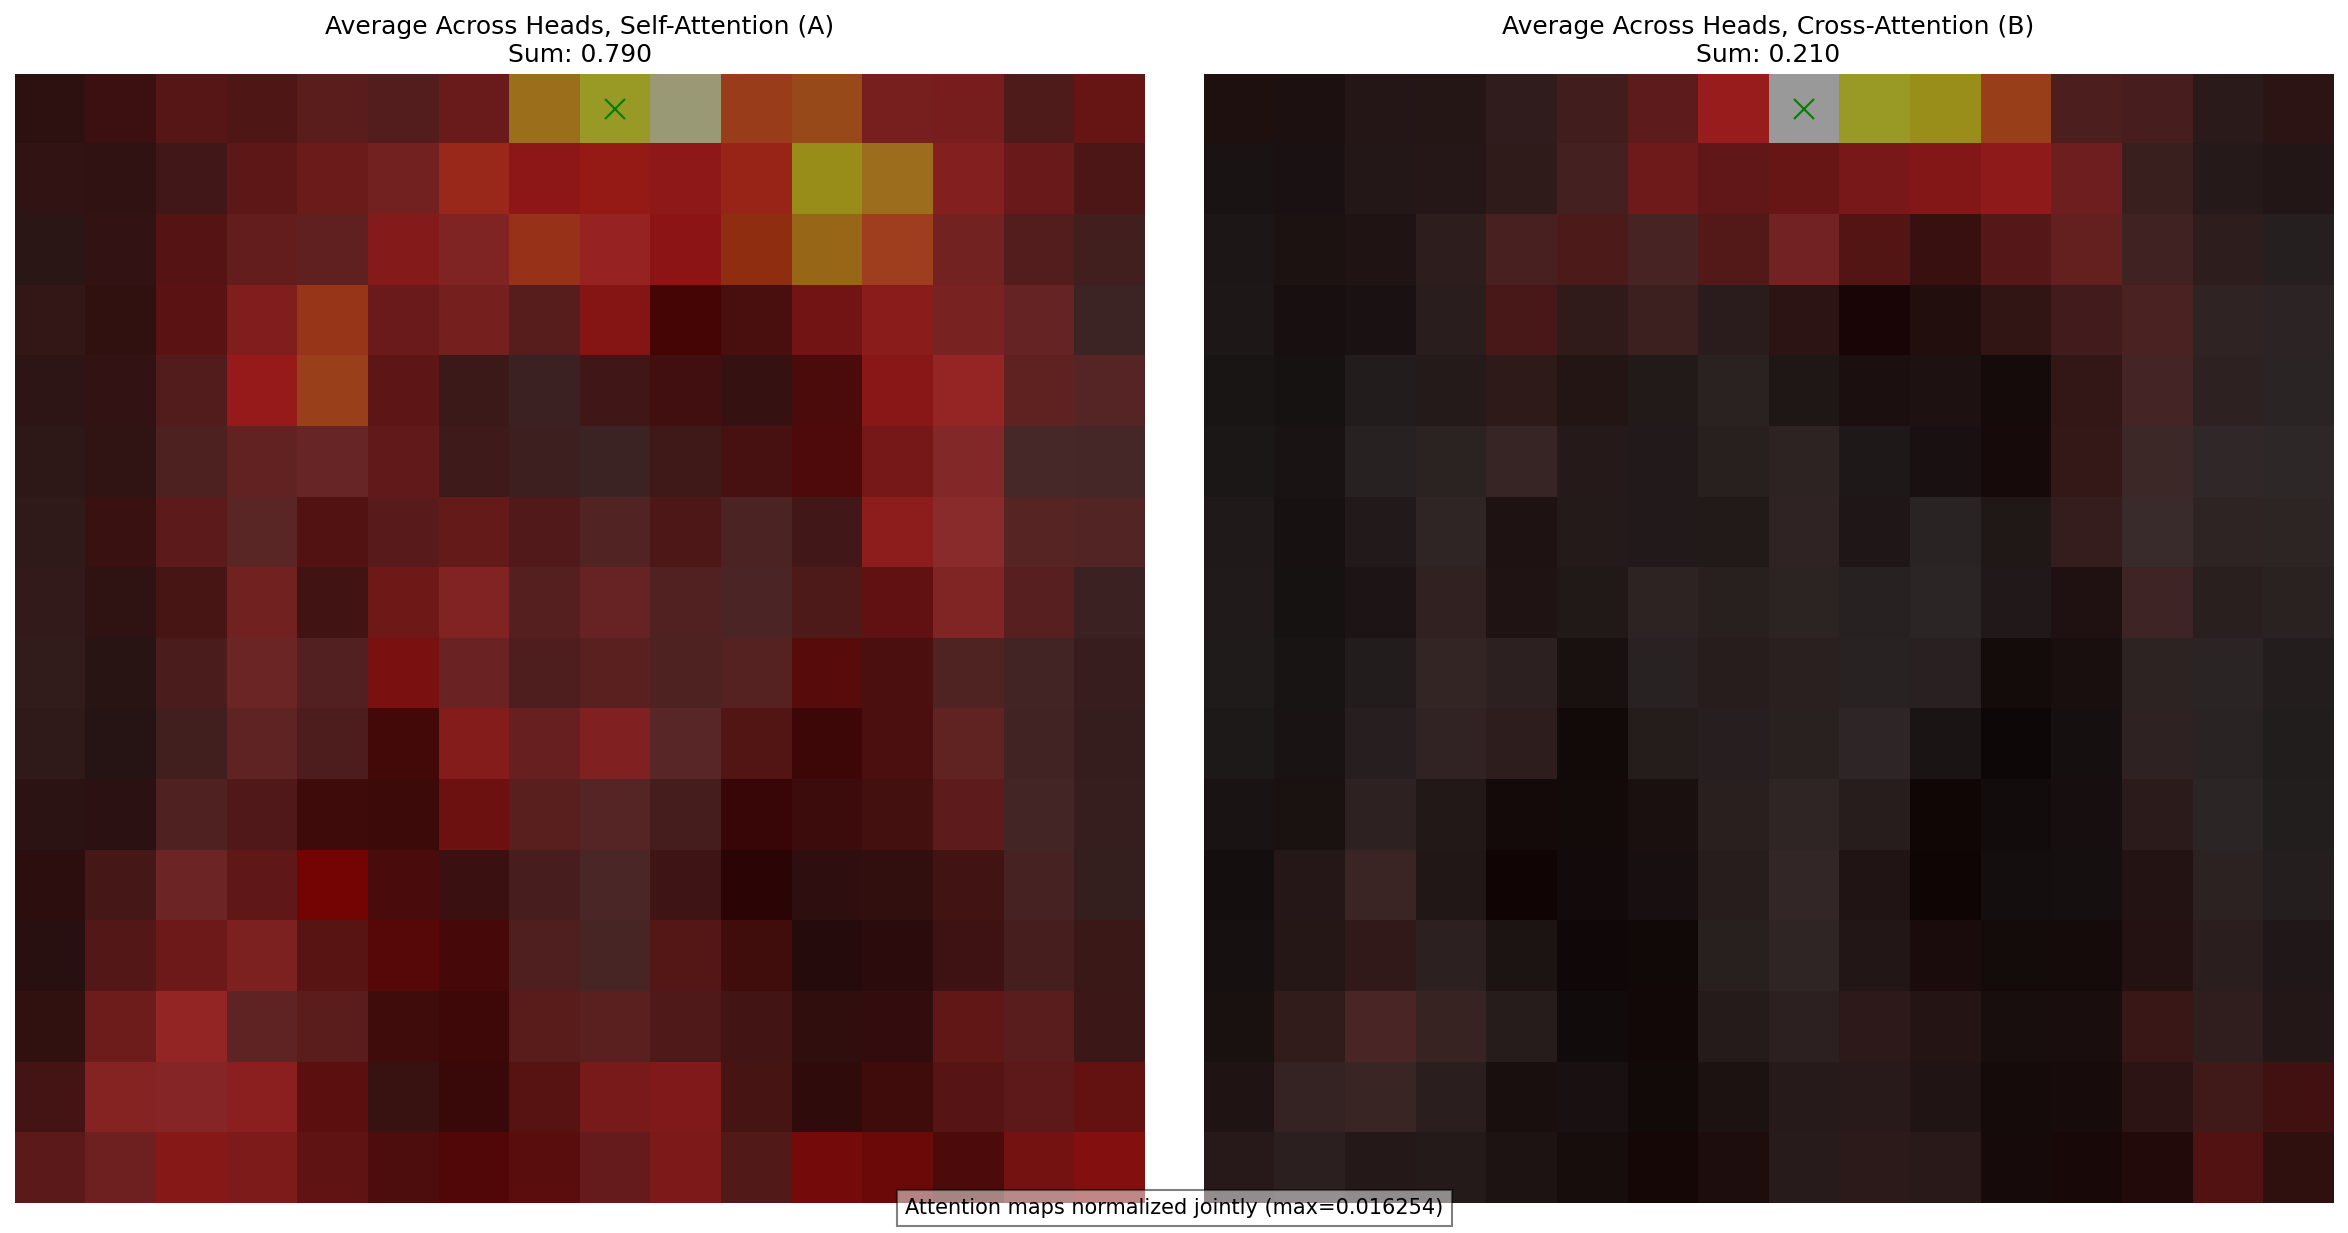 Average Across Heads, Self-Attention (A)
Sum: 0.790
Average Across Heads, Cross-Attention (B)
Sum: 0.210
Attention maps normalized jointly (max=0.016254)